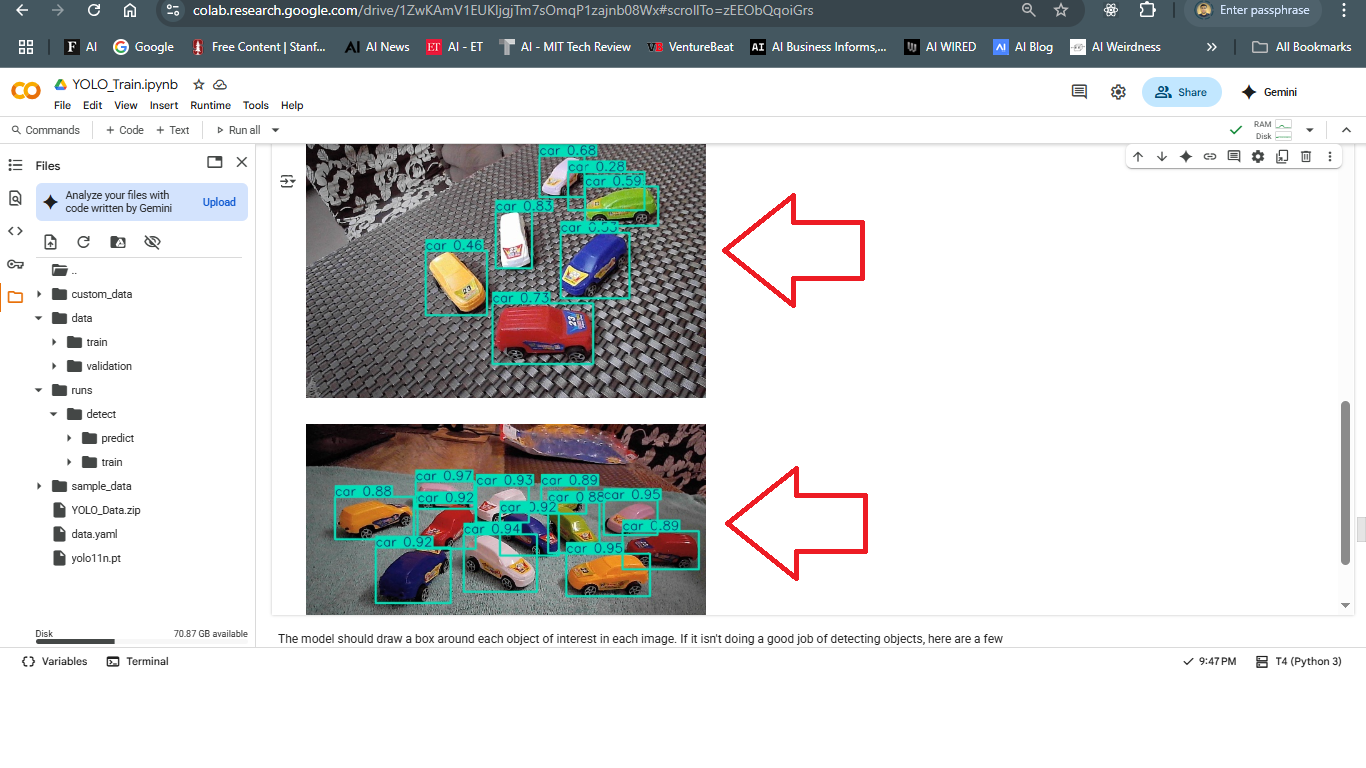 colab.research.google.com/drive/1ZwKAmV1EUKljgjTm7sOmqP1zajnb08Wx#scrollTo=zEEObQqoiGrs
Enter passphrase
F AI
Google
Free Content | Stanf...
AI AI News
ET AI - ET
AI - MIT Tech Review
VB VentureBeat
AI AI Business Informs,...
AI WIRED
AI AI Blog
AI Weirdness
»
All Bookmarks
YOLO_Train.ipynb
File Edit View Insert Runtime Tools Help
Share
Gemini
Commands
+ Code + Text
Run all
RAM
Disk
Files
Analyze your files with
code written by Gemini
Upload
..
custom_data
data
train
validation
runs
detect
predict
train
sample_data
YOLO_Data.zip
data.yaml
yolo11n.pt
Disk
70.87 GB available
car 0.68
car 0.28
car 0.59
car 0.83
car 0.53
car 0.46
car 0.73
23
car 0.97
car 0.93
car 0.89
car 0.88
car 0.92
car 0.88
car 0.95
car 0.92
car 0.94
car 0.89
car 0.92
car 0.95
The model should draw a box around each object of interest in each image. If it isn't doing a good job of detecting objects, here are a few
Variables
Terminal
9:47 PM
T4 (Python 3)